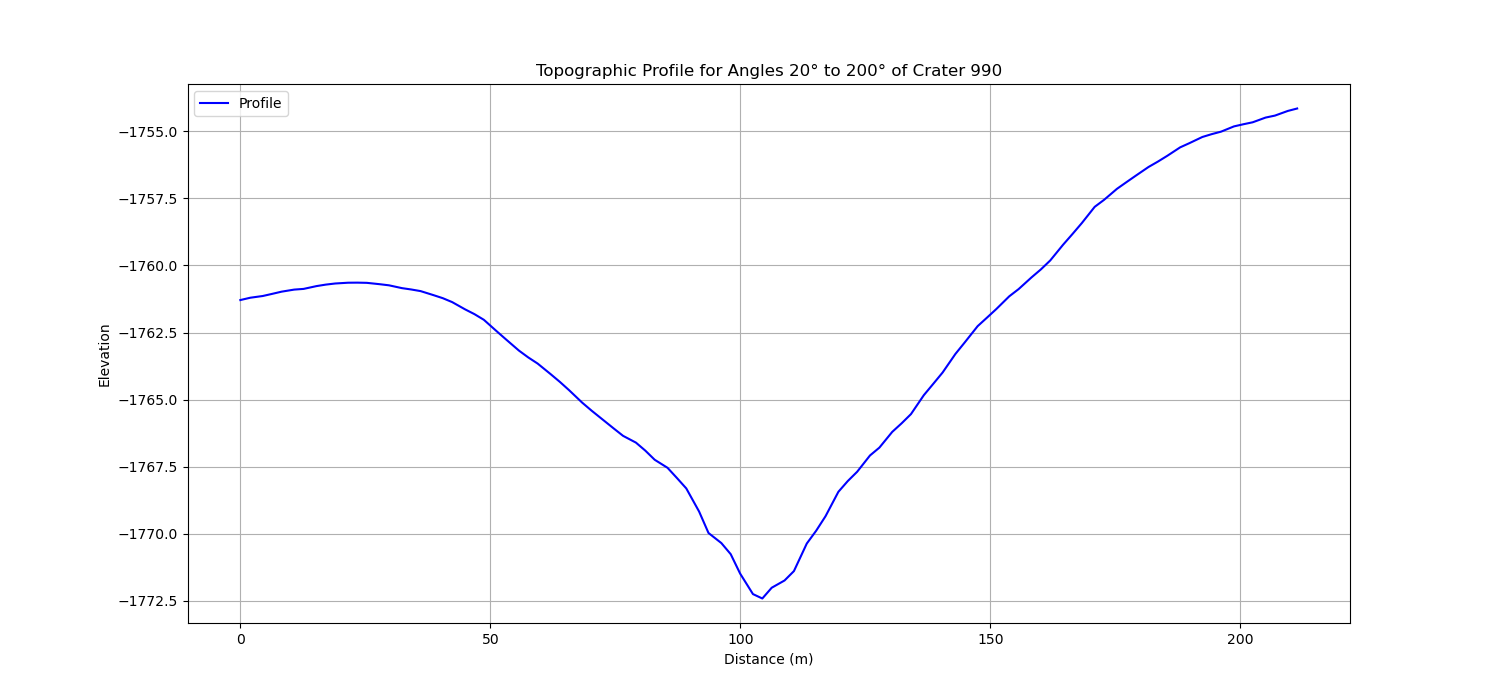 Topographic Profile for Angles 20° to 200° of Crater 990
Profile
−1755.0
−1757.5
−1760.0
−1762.5
−1765.0
−1767.5
−1770.0
−1772.5
Elevation
0 50 100 150 200
Distance (m)